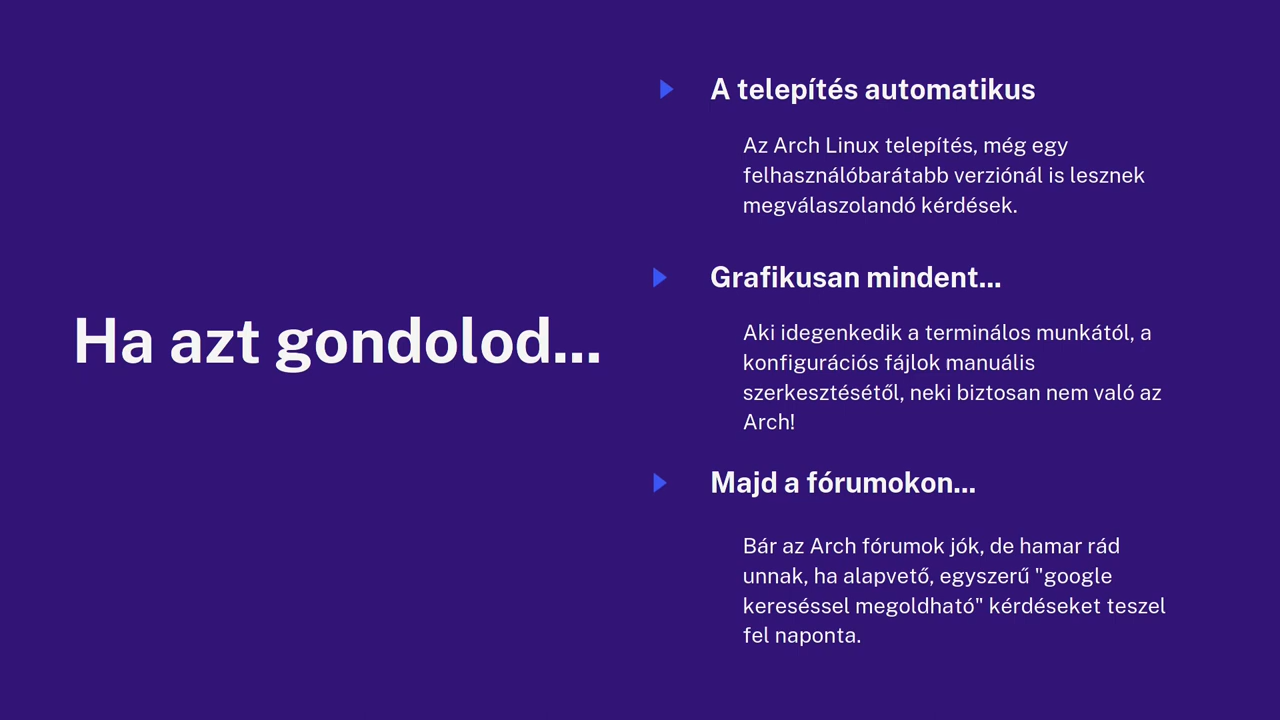 Ha azt gondolod...
A telepítés automatikus
Az Arch Linux telepítés, még egy
felhasználóbarátabb verziónál is lesznek
megválaszolandó kérdések.
Grafikusan mindent...
Aki idegenkedik a terminálos munkától, a
konfigurációs fájlok manuális
szerkesztésétől, neki biztosan nem való az
Arch!
Majd a fórumokon...
Bár az Arch fórumok jók, de hamar rád
unnak, ha alapvető, egyszerű "google
kereséssel megoldható" kérdéseket teszel
fel naponta.